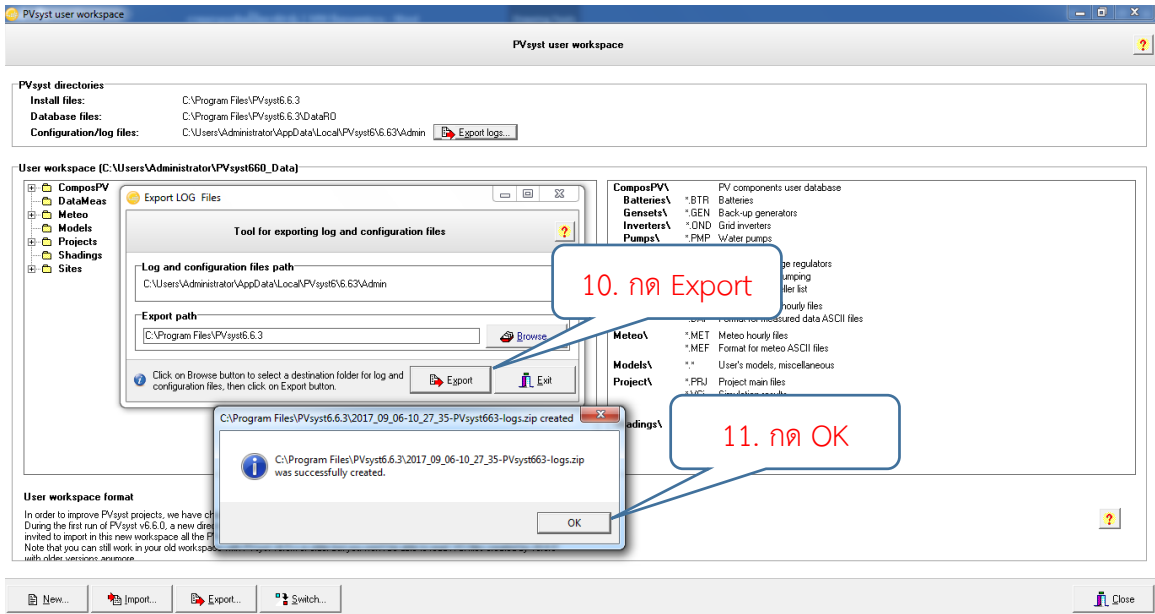 PVsyst user workspace
PVsyst user workspace
?
PVsyst directories
Install files: C:\Program Files\PVsyst6.6.3
Database files: C:\Program Files\PVsyst6.6.3\DataRO
Configuration/log files: C:\Users\Administrator\AppData\Local\PVsyst6\6.63\Admin Export logs...
User workspace (C:\Users\Administrator\PVsyst660_Data)
ComposPV
DataMeas
Meteo
Models
Projects
Shadings
Sites
Export LOG Files
Tool for exporting log and configuration files
?
Log and configuration files path
C:\Users\Administrator\AppData\Local\PVsyst6\6.63\Admin
Export path
C:\Program Files\PVsyst6.6.3
Browse
Click on Browse button to select a destination folder for log and
configuration files, then click on Export button.
Export
Exit
C:\Program Files\PVsyst6.6.3\2017_09_06-10_27_35-PVsyst663-logs.zip created
C:\Program Files\PVsyst6.6.3\2017_09_06-10_27_35-PVsyst663-logs.zip
was successfully created.
OK
10. กด Export
11. กด OK
ComposPV\ PV components user database
Batteries\ *.BTR Batteries
Gensets\ *.GEN Back-up generators
Inverters\ *.OND Grid inverters
Pumps\ *.PMP Water pumps
regulators
hourly files
data ASCII files
Meteo\ *.MET Meteo hourly files
*.MEF Format for meteo ASCII files
Models\ *.* User's models, miscellaneous
Project\ *.PRJ Project main files
User workspace format
In order to improve PVsyst projects, we have
During the first run of PVsyst v6.6.0, a new
invited to import in this new workspace all the
Note that you can still work in your old
with older versions anymore
?
New...
Import...
Export...
Switch...
Close